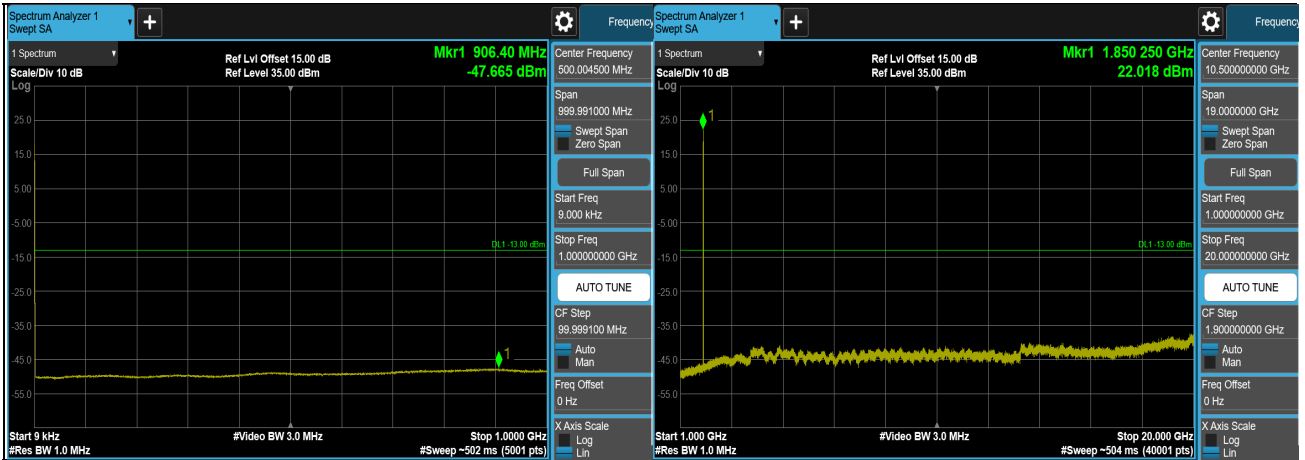 Spectrum Analyzer 1
Swept SA
+
Frequency
1 Spectrum
Scale/Div 10 dB
Log
Ref Lvl Offset 15.00 dB
Ref Level 35.00 dBm
Mkr1 906.40 MHz
-47.665 dBm
25.0
15.0
5.00
-5.00
-15.0
-25.0
-35.0
-45.0
-55.0
DL1 -13.00 dBm
1
Start 9 kHz
#Res BW 1.0 MHz
#Video BW 3.0 MHz
Stop 1.0000 GHz
#Sweep ~502 ms (5001 pts)
Center Frequency
500.004500 MHz
Span
999.991000 MHz
Swept Span
Zero Span
Full Span
Start Freq
9.000 kHz
Stop Freq
1.000000000 GHz
AUTO TUNE
CF Step
99.999100 MHz
Auto
Man
Freq Offset
0 Hz
X Axis Scale
Log
Lin
Spectrum Analyzer 1
Swept SA
+
Frequency
1 Spectrum
Scale/Div 10 dB
Log
Ref Lvl Offset 15.00 dB
Ref Level 35.00 dBm
Mkr1 1.850 250 GHz
22.018 dBm
25.0
15.0
5.00
-5.00
-15.0
-25.0
-35.0
-45.0
-55.0
1
DL1 -13.00 dBm
Start 1.000 GHz
#Res BW 1.0 MHz
#Video BW 3.0 MHz
Stop 20.000 GHz
#Sweep ~504 ms (40001 pts)
Center Frequency
10.500000000 GHz
Span
19.0000000 GHz
Swept Span
Zero Span
Full Span
Start Freq
1.000000000 GHz
Stop Freq
20.000000000 GHz
AUTO TUNE
CF Step
1.900000000 GHz
Auto
Man
Freq Offset
0 Hz
X Axis Scale
Log
Lin